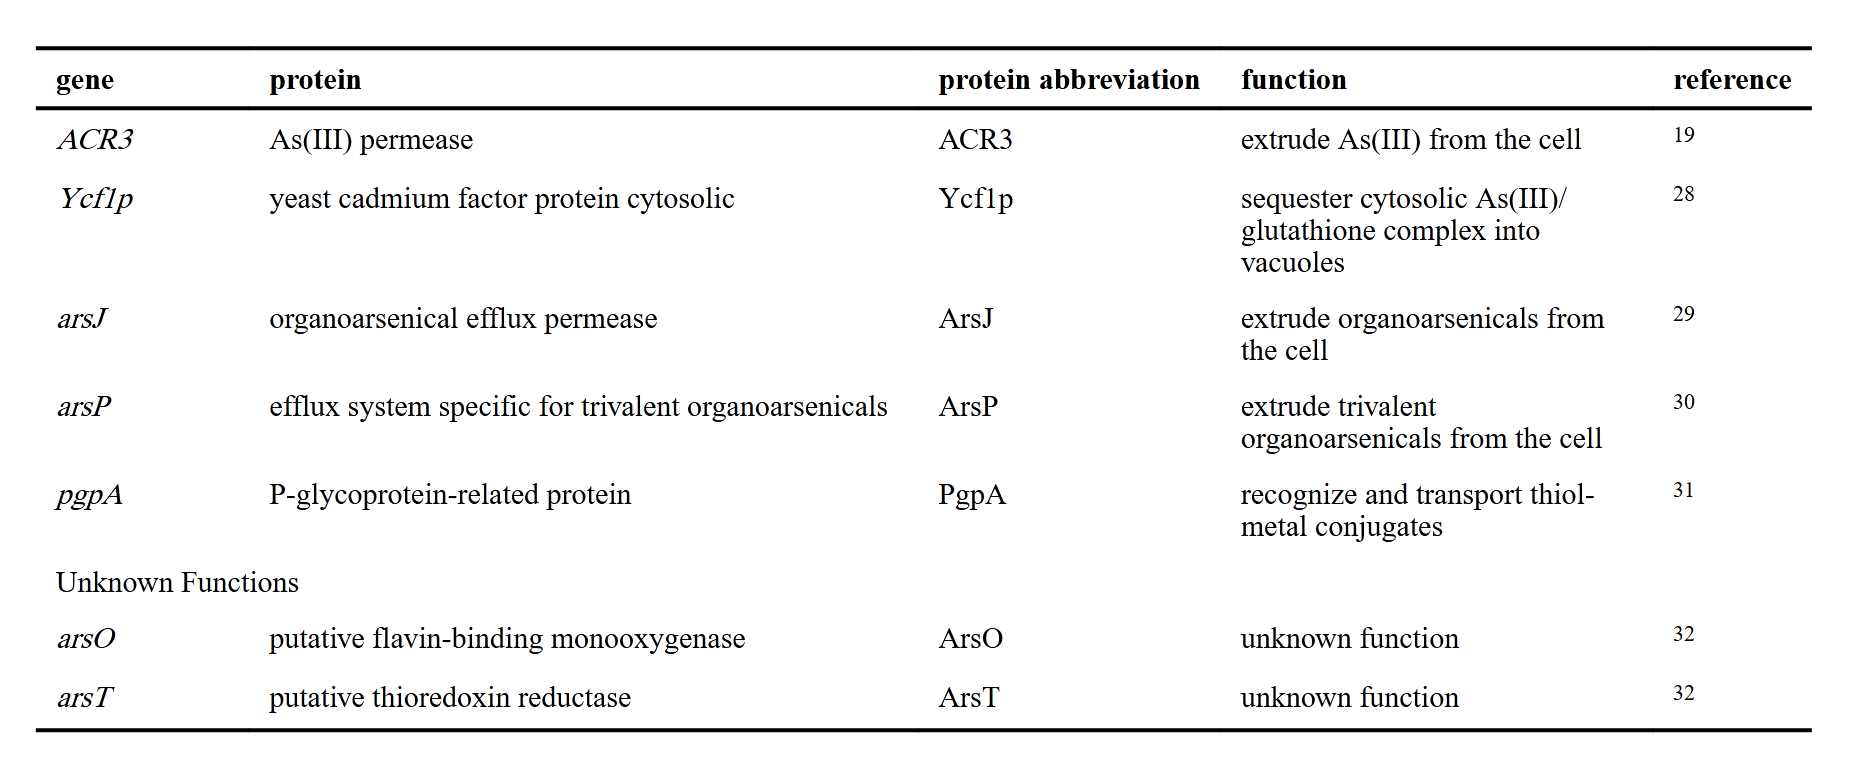 gene protein protein abbreviation function reference
ACR3 As(III) permease ACR3 extrude As(III) from the cell 19
Ycf1p yeast cadmium factor protein cytosolic Ycf1p sequester cytosolic As(III)/ 28
glutathione complex into
vacuoles
arsJ organoarsenical efflux permease ArsJ extrude organoarsenicals from 29
the cell
arsP efflux system specific for trivalent organoarsenicals ArsP extrude trivalent 30
organoarsenicals from the cell
pgpA P-glycoprotein-related protein PgpA recognize and transport thiol- 31
metal conjugates
Unknown Functions
arsO putative flavin-binding monooxygenase ArsO unknown function 32
arsT putative thioredoxin reductase ArsT unknown function 32